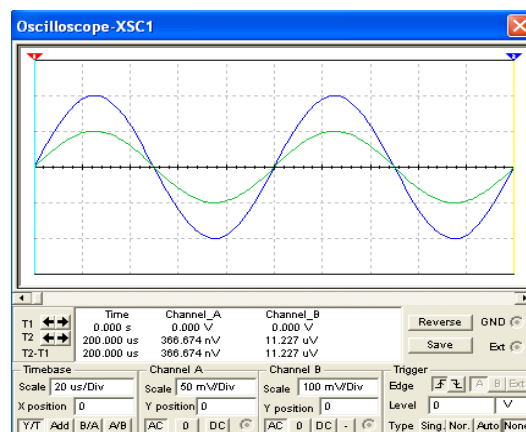 Oscilloscope-XSC1
1 2
Time Channel_A Channel_B
T1 0.000 s 0.000 V 0.000 V
T2 200.000 us 366.674 nV 11.227 uV
T2-T1 200.000 us 366.674 nV 11.227 uV
Reverse GND
Save Ext
Timebase Channel A Channel B Trigger
Scale 20 us/Div Scale 50 mV/Div Scale 100 mV/Div Edge A B Ext
X position 0 Y position 0 Y position 0 Level 0 V
Y/T Add B/A A/B AC 0 DC AC 0 DC - Type Sing. Nor. Auto None